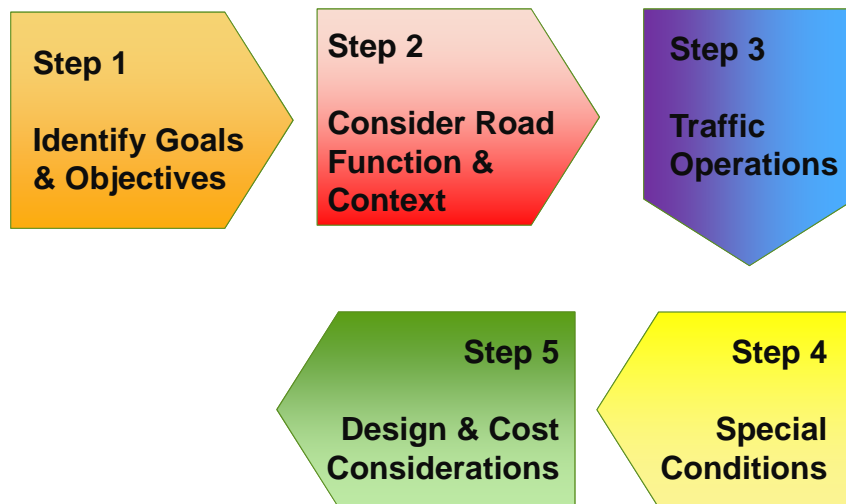 Step 1
Identify Goals
& Objectives
Step 2
Consider Road
Function &
Context
Step 3
Traffic
Operations
Step 4
Special
Conditions
Step 5
Design & Cost
Considerations